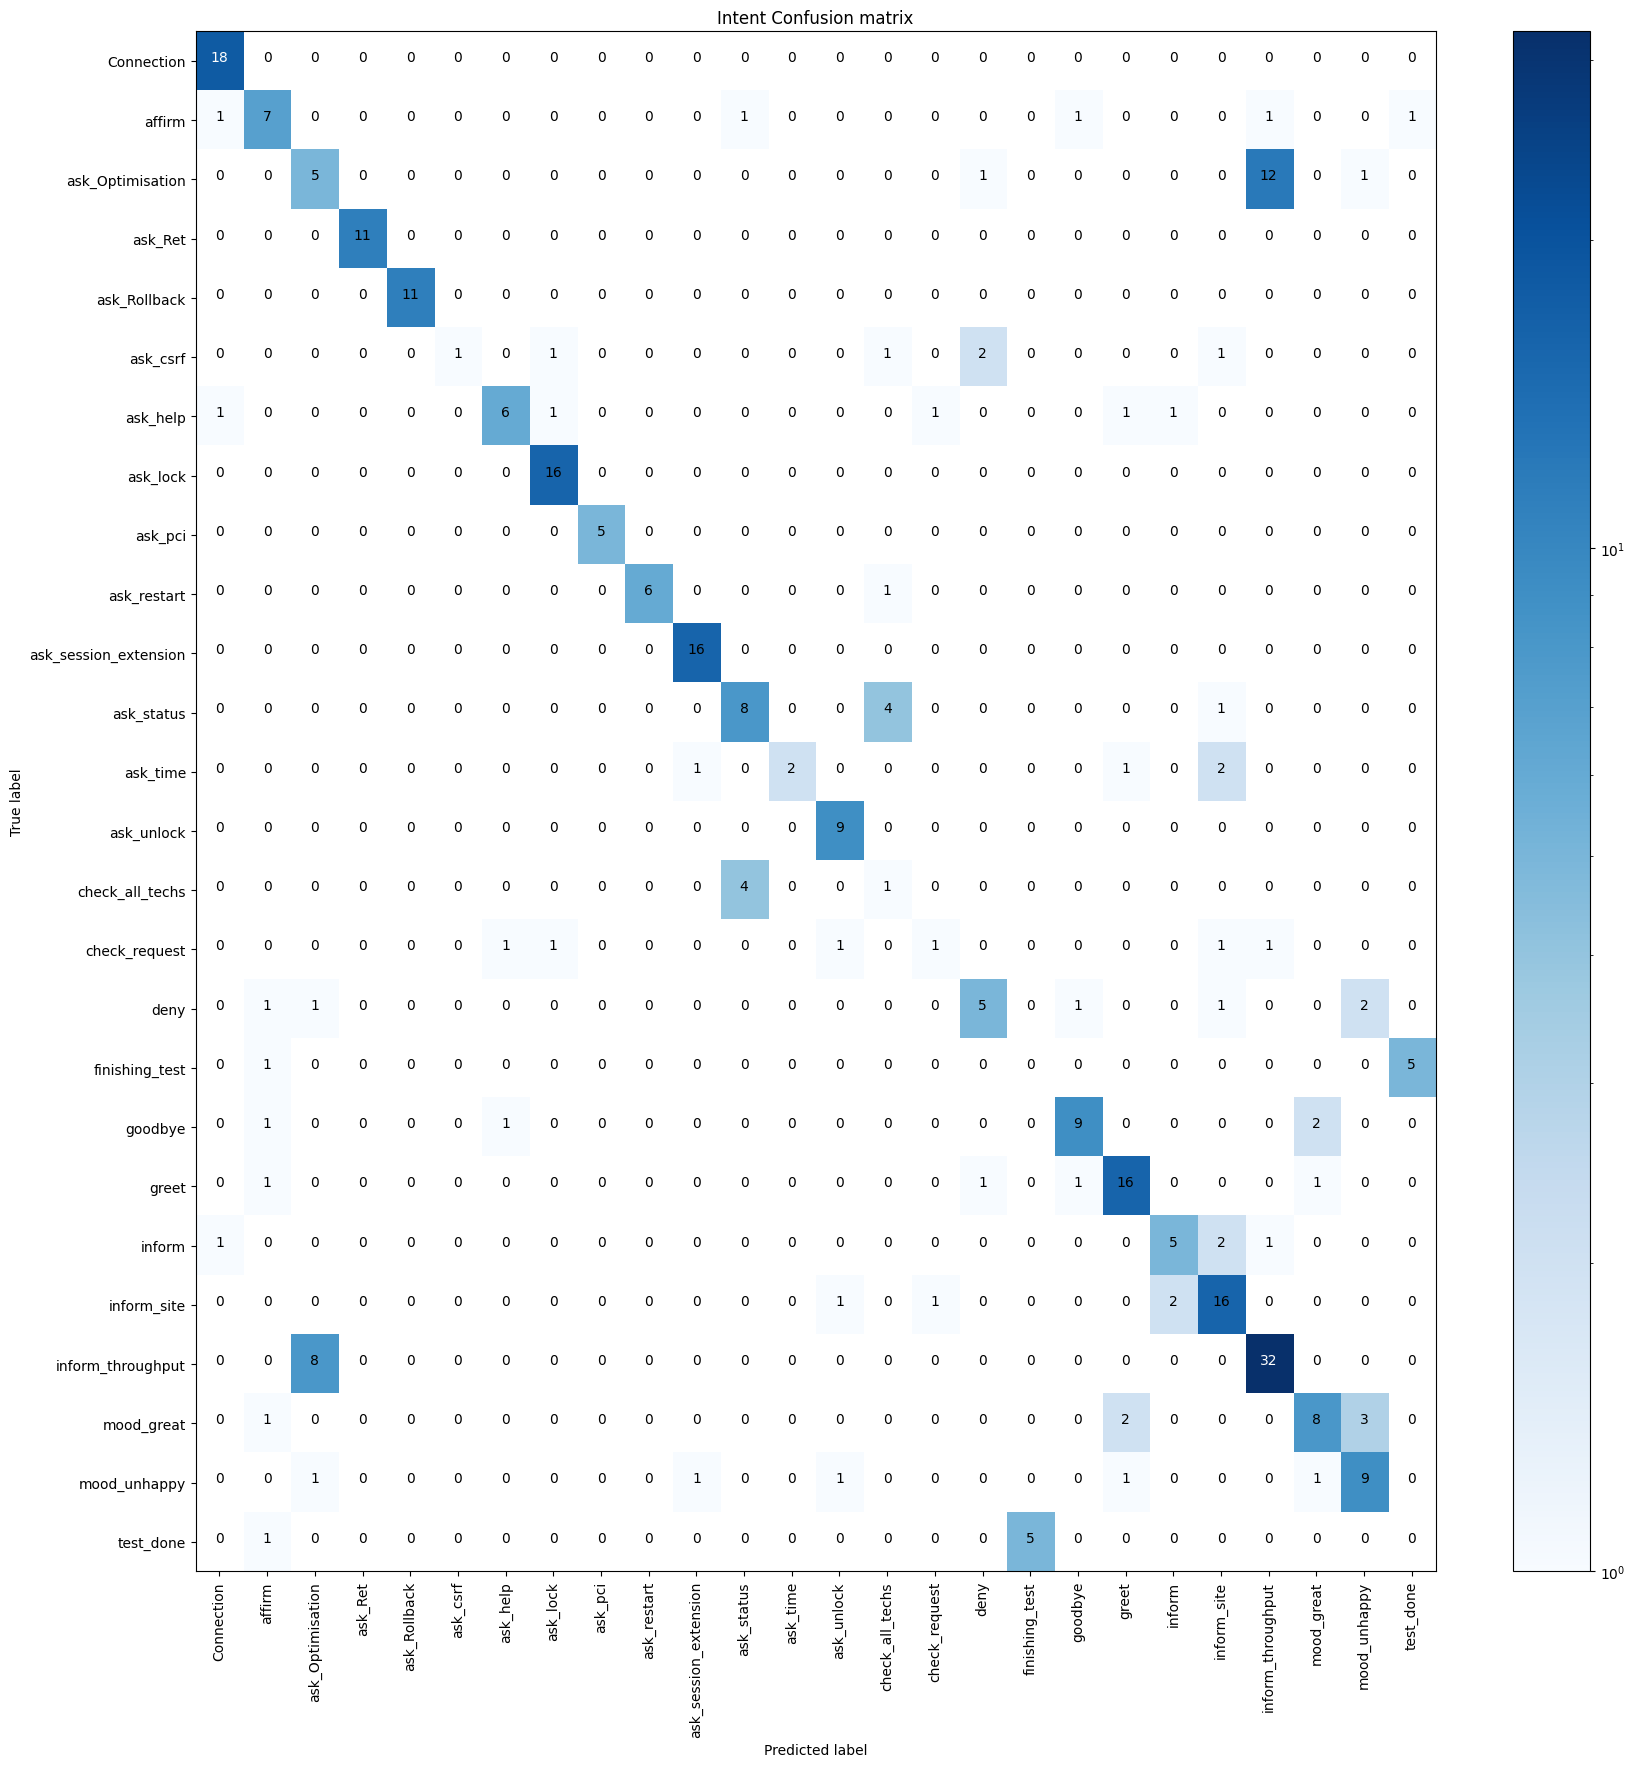 Intent Confusion matrix
Connection 18 0 0 0 0 0 0 0 0 0 0 0 0 0 0 0 0 0 0 0 0 0 0 0 0 0
affirm 1 7 0 0 0 0 0 0 0 0 0 1 0 0 0 0 0 0 1 0 0 0 1 0 0 1
ask_Optimisation 0 0 5 0 0 0 0 0 0 0 0 0 0 0 0 0 1 0 0 0 0 0 12 0 1 0
ask_Ret 0 0 0 11 0 0 0 0 0 0 0 0 0 0 0 0 0 0 0 0 0 0 0 0 0 0
ask_Rollback 0 0 0 0 11 0 0 0 0 0 0 0 0 0 0 0 0 0 0 0 0 0 0 0 0 0
ask_csrf 0 0 0 0 0 1 0 1 0 0 0 0 0 0 1 0 2 0 0 0 0 1 0 0 0 0
ask_help 1 0 0 0 0 0 6 1 0 0 0 0 0 0 0 1 0 0 0 1 1 0 0 0 0 0
ask_lock 0 0 0 0 0 0 0 16 0 0 0 0 0 0 0 0 0 0 0 0 0 0 0 0 0 0
ask_pci 0 0 0 0 0 0 0 0 5 0 0 0 0 0 0 0 0 0 0 0 0 0 0 0 0 0
ask_restart 0 0 0 0 0 0 0 0 0 6 0 0 0 0 1 0 0 0 0 0 0 0 0 0 0 0
ask_session_extension 0 0 0 0 0 0 0 0 0 0 16 0 0 0 0 0 0 0 0 0 0 0 0 0 0 0
ask_status 0 0 0 0 0 0 0 0 0 0 0 8 0 0 4 0 0 0 0 0 0 1 0 0 0 0
ask_time 0 0 0 0 0 0 0 0 0 0 1 0 2 0 0 0 0 0 0 1 0 2 0 0 0 0
ask_unlock 0 0 0 0 0 0 0 0 0 0 0 0 0 9 0 0 0 0 0 0 0 0 0 0 0 0
check_all_techs 0 0 0 0 0 0 0 0 0 0 0 4 0 0 1 0 0 0 0 0 0 0 0 0 0 0
check_request 0 0 0 0 0 0 1 1 0 0 0 0 0 1 0 1 0 0 0 0 0 1 1 0 0 0
deny 0 1 1 0 0 0 0 0 0 0 0 0 0 0 0 0 5 0 1 0 0 1 0 0 2 0
finishing_test 0 1 0 0 0 0 0 0 0 0 0 0 0 0 0 0 0 0 0 0 0 0 0 0 0 5
goodbye 0 1 0 0 0 0 1 0 0 0 0 0 0 0 0 0 0 0 9 0 0 0 0 2 0 0
greet 0 1 0 0 0 0 0 0 0 0 0 0 0 0 0 0 1 0 1 16 0 0 0 1 0 0
inform 1 0 0 0 0 0 0 0 0 0 0 0 0 0 0 0 0 0 0 0 5 2 1 0 0 0
inform_site 0 0 0 0 0 0 0 0 0 0 0 0 0 1 0 1 0 0 0 0 2 16 0 0 0 0
inform_throughput 0 0 8 0 0 0 0 0 0 0 0 0 0 0 0 0 0 0 0 0 0 0 32 0 0 0
mood_great 0 1 0 0 0 0 0 0 0 0 0 0 0 0 0 0 0 0 0 2 0 0 0 8 3 0
mood_unhappy 0 0 1 0 0 0 0 0 0 0 1 0 0 1 0 0 0 0 0 1 0 0 0 1 9 0
test_done 0 1 0 0 0 0 0 0 0 0 0 0 0 0 0 0 0 5 0 0 0 0 0 0 0 0
True label
Connection
affirm
ask_Optimisation
ask_Ret
ask_Rollback
ask_csrf
ask_help
ask_lock
ask_pci
ask_restart
ask_session_extension
ask_status
ask_time
ask_unlock
check_all_techs
check_request
deny
finishing_test
goodbye
greet
inform
inform_site
inform_throughput
mood_great
mood_unhappy
test_done
Predicted label
10¹
10⁰